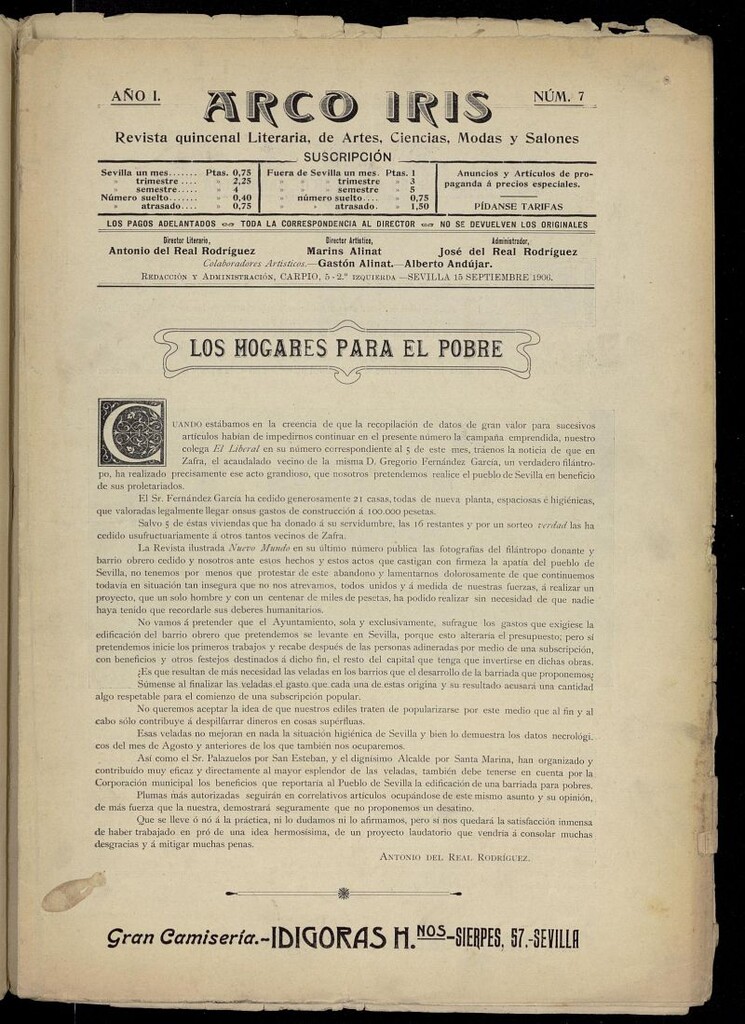 AÑO I.
ARCO IRIS
NÚM. 7
Revista quincenal Literaria, de Artes, Ciencias, Modas y Salones
SUSCRIPCIÓN
Sevilla un mes....... Ptas. 0,75
» trimestre .... » 2,25
» semestre..... » 4
Número suelto...... » 0,40
» atrasado.... » 0,75
Fuera de Sevilla un mes. Ptas. 1
» » » trimestre » 3
» » » semestre » 5
» número suelto.... » 0,75
» » atrasado. » 1,50
Anuncios y Artículos de pro-
paganda á precios especiales.
PÍDANSE TARIFAS
LOS PAGOS ADELANTADOS TODA LA CORRESPONDENCIA AL DIRECTOR NO SE DEVUELVEN LOS ORIGINALES
Director Literario,
Antonio del Real Rodríguez
Director Artístico,
Marins Alinat
Administrador,
José del Real Rodríguez
Colaboradores Artísticos.—Gastón Alinat.—Alberto Andújar.
REDACCIÓN Y ADMINISTRACIÓN, CARPIO, 5 - 2.º IZQUIERDA —SEVILLA 15 SEPTIEMBRE 1906.
LOS HOGARES PARA EL POBRE
CUANDO estábamos en la creencia de que la recopilación de datos de gran valor para sucesivos
artículos habían de impedirnos continuar en el presente número la campaña emprendida, nuestro
colega El Liberal en su número correspondiente al 5 de este mes, tráenos la noticia de que en
Zafra, el acaudalado vecino de la misma D. Gregorio Fernández García, un verdadero filántro-
po, ha realizado precisamente ese acto grandioso, que nosotros pretendemos realice el pueblo de Sevilla en beneficio
de sus proletariados.
El Sr. Fernández García ha cedido generosamente 21 casas, todas de nueva planta, espaciosas é higiénicas,
que valoradas legalmente llegar onsus gastos de construcción á 100.000 pesetas.
Salvo 5 de éstas viviendas que ha donado á su servidumbre, las 16 restantes y por un sorteo verdad las ha
cedido usufructuariamente á otros tantos vecinos de Zafra.
La Revista ilustrada Nuevo Mundo en su último número publica las fotografías del filántropo donante y
barrio obrero cedido y nosotros ante estos hechos y estos actos que castigan con firmeza la apatía del pueblo de
Sevilla, no tenemos por menos que protestar de este abandono y lamentarnos dolorosamente de que continuemos
todavía en situación tan insegura que no nos atrevamos, todos unidos y á medida de nuestras fuerzas, á realizar un
proyecto, que un solo hombre y con un centenar de miles de pesetas, ha podido realizar sin necesidad de que nadie
haya tenido que recordarle sus deberes humanitarios.
No vamos á pretender que el Ayuntamiento, sola y exclusivamente, sufrague los gastos que exigiese la
edificación del barrio obrero que pretendemos se levante en Sevilla, porque esto alteraría el presupuesto; pero sí
pretendemos inicie los primeros trabajos y recabe después de las personas adineradas por medio de una subscripción,
con beneficios y otros festejos destinados á dicho fin, el resto del capital que tenga que invertirse en dichas obras.
¿Es que resultan de más necesidad las veladas en los barrios que el desarrollo de la barriada que proponemos¿
Súmense al finalizar las veladas el gasto que cada una de estas origina y su resultado acusará una cantidad
algo respetable para el comienzo de una subscripción popular.
No queremos aceptar la idea de que nuestros ediles traten de popularizarse por este medio que al fin y al
cabo sólo contribuye á despilfarrar dineros en cosas supérfluas.
Esas veladas no mejoran en nada la situación higiénica de Sevilla y bien lo demuestra los datos necrológi.
cos del mes de Agosto y anteriores de los que también nos ocuparemos.
Así como el Sr. Palazuelos por San Esteban, y el dignísimo Alcalde por Santa Marina, han organizado y
contribuído muy eficaz y directamente al mayor esplendor de las veladas, también debe tenerse en cuenta por la
Corporación municipal los beneficios que reportaría al Pueblo de Sevilla la edificación de una barriada para pobres.
Plumas más autorizadas seguirán en correlativos artículos ocupándose de este mismo asunto y su opinión,
de más fuerza que la nuestra, demostrará seguramente que no proponemos un desatino.
Que se lleve ó nó á la práctica, ni lo dudamos ni lo afirmamos, pero sí nos quedará la satisfacción inmensa
de haber trabajado en pró de una idea hermosísima, de un proyecto laudatorio que vendría á consolar muchas
desgracias y á mitigar muchas penas.
ANTONIO DEL REAL RODRÍGUEZ.
Gran Camisería.-IDIGORAS H.NOS-SIERPES, 57.-SEVILLA